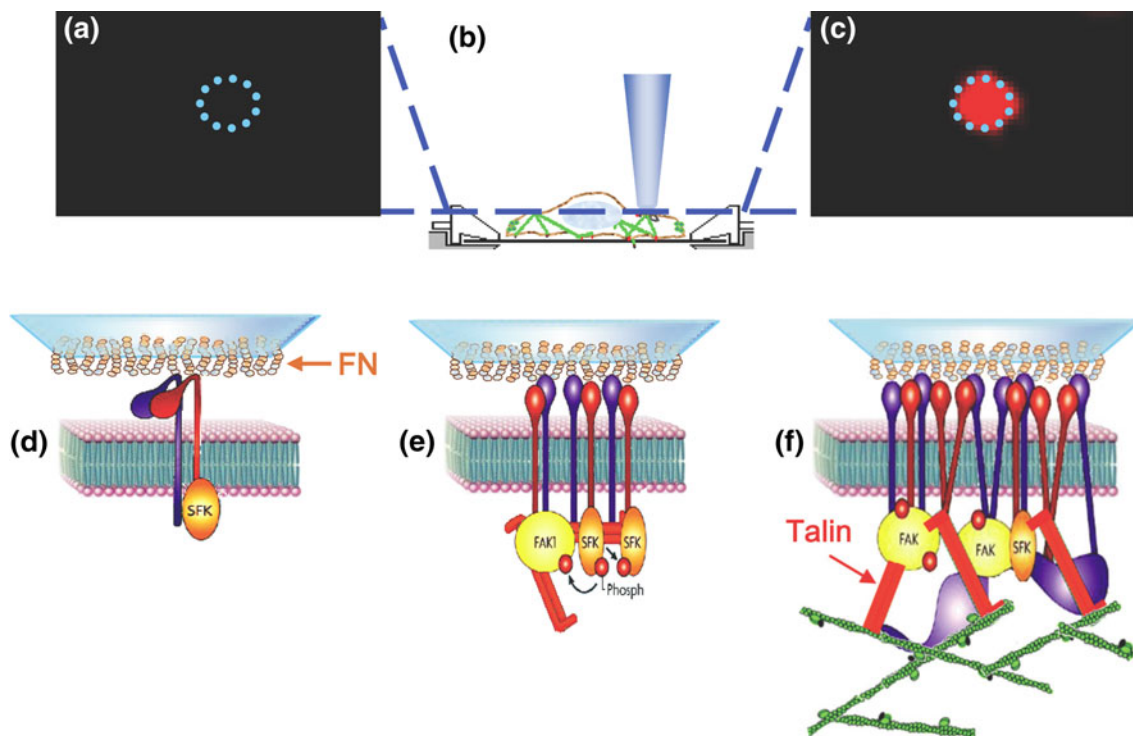 (a)
(b)
(c)
FN
(d)
SFK
(e)
FAK1
SFK
SFK
Phosph
(f)
Talin
FAK
FAK
SFK